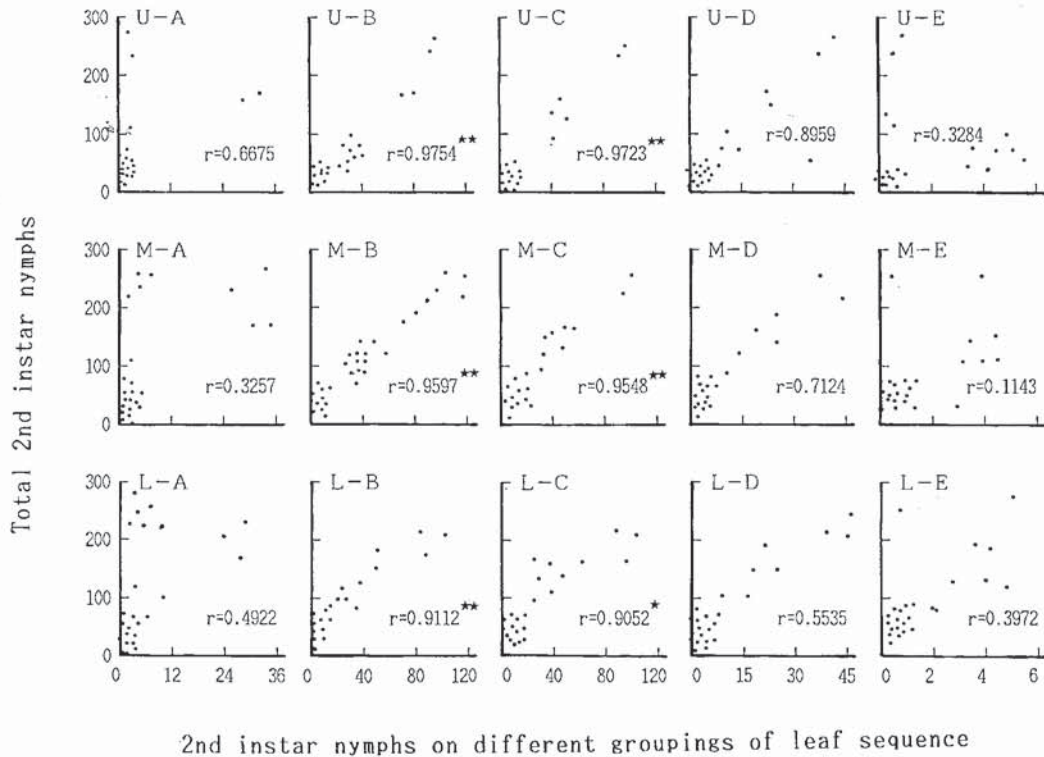 U-A U-B U-C U-D U-E
300
200
100
0
r=0.6675 r=0.9754 ★★ r=0.9723 ★★ r=0.8959 r=0.3284
M-A M-B M-C M-D M-E
300
200
100
0
r=0.3257 r=0.9597 ★★ r=0.9548 ★★ r=0.7124 r=0.1143
L-A L-B L-C L-D L-E
300
200
100
0
r=0.4922 r=0.9112 ★★ r=0.9052 ★ r=0.5535 r=0.3972
0 12 24 36 0 40 80 120 0 40 80 120 0 15 30 45 0 2 4 6
Total 2nd instar nymphs
2nd instar nymphs on different groupings of leaf sequence